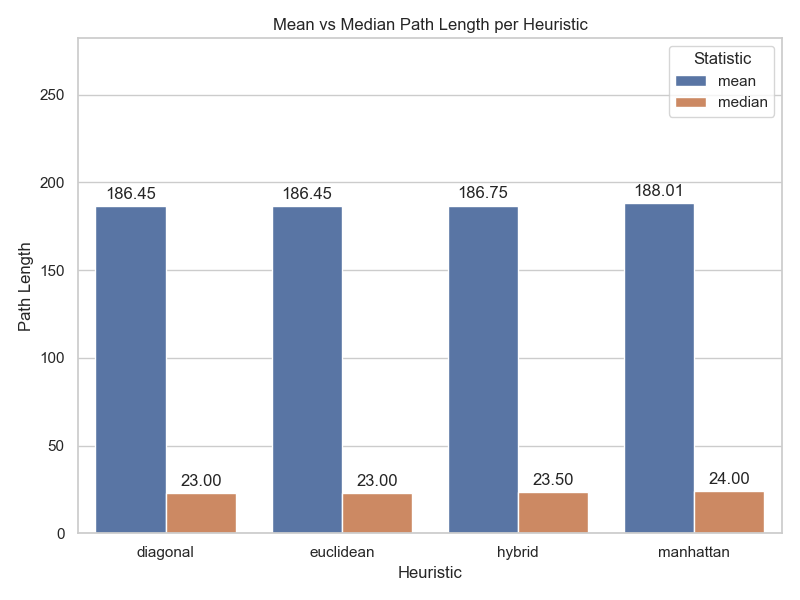 Mean vs Median Path Length per Heuristic
Statistic
mean
median
Path Length
250
200
150
100
50
0
186.45
23.00
186.45
23.00
186.75
23.50
188.01
24.00
diagonal
euclidean
hybrid
manhattan
Heuristic